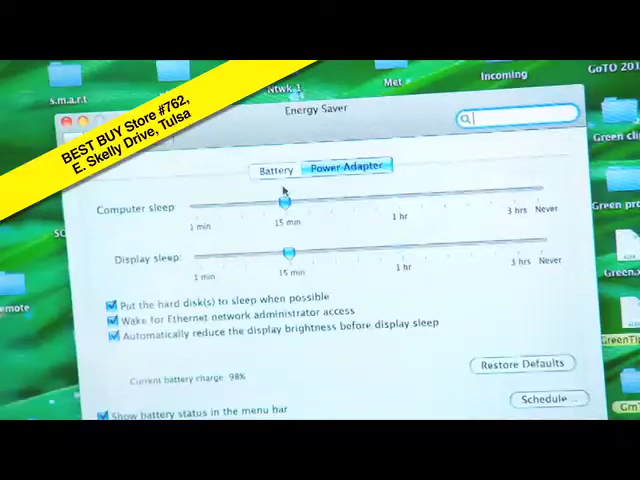 s.m.a.r.t
Ntwk 1
Met
Incoming
GoTO 201
BEST BUY Store #762,
E. Skelly Drive, Tulsa
Energy Saver
Green cli
Battery
Power Adapter
Computer sleep:
1 min
15 min
1 hr
3 hrs
Never
Green pro
Display sleep:
1 min
15 min
1 hr
3 hrs
Never
Green.x
emote
Put the hard disk(s) to sleep when possible
Wake for Ethernet network administrator access
Automatically reduce the display brightness before display sleep
GreenTip
Restore Defaults
Current battery charge: 98%
Schedule...
Show battery status in the menu bar